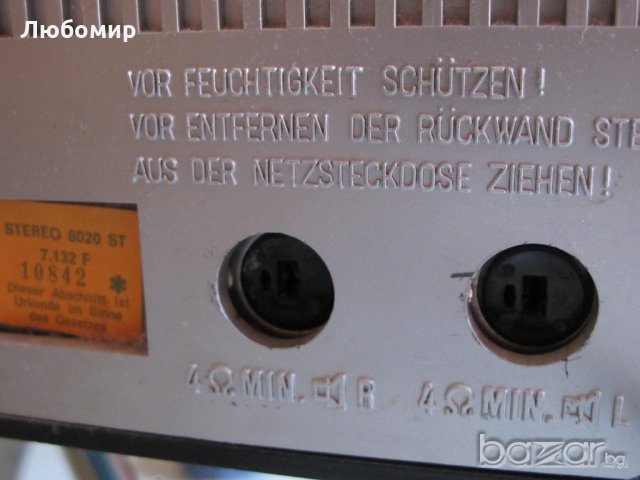 Любомир
VOR FEUCHTIGKEIT SCHÜTZEN!
VOR ENTFERNEN DER RÜCKWAND STE
AUS DER NETZSTECKDOSE ZIEHEN!
STEREO 6020 ST
7.132 F
10842 *
Dieser Abschnitt ist
Urkunde im Sinne
des Gesetzes
4Ω MIN. R
4Ω MIN. L
bazar.bg